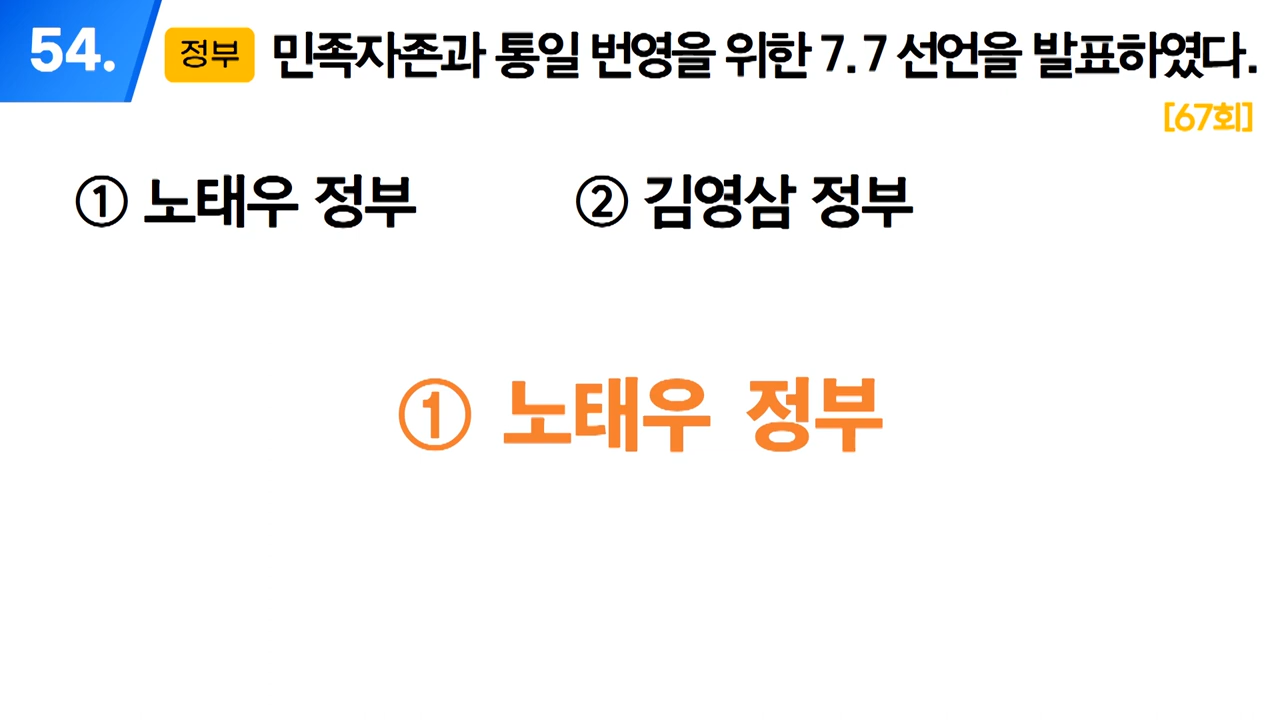 54. 정부 민족자존과 통일 번영을 위한 7.7 선언을 발표하였다.
[67회]
① 노태우 정부 ② 김영삼 정부
① 노태우 정부